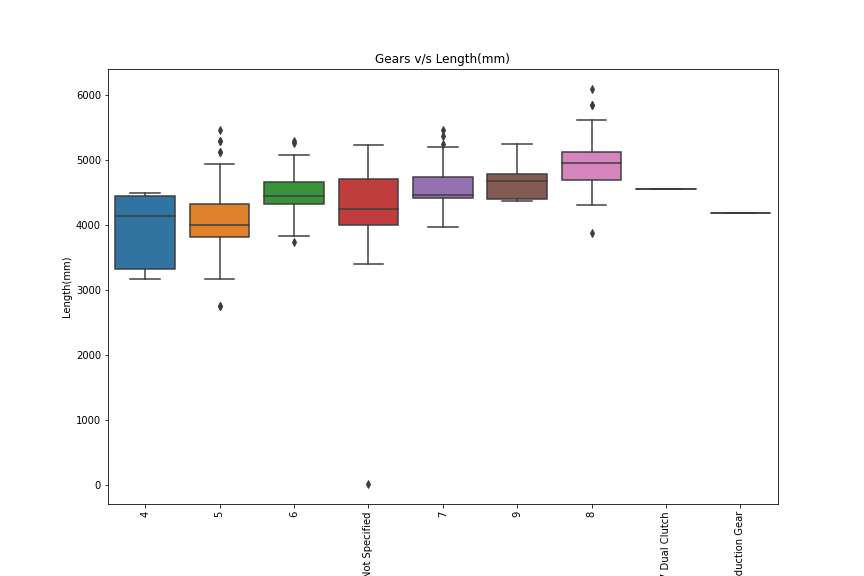 Gears v/s Length(mm)
Length(mm)
6000
5000
4000
3000
2000
1000
0
4
5
6
Not Specified
7
9
8
7 Dual Clutch
duction Gear